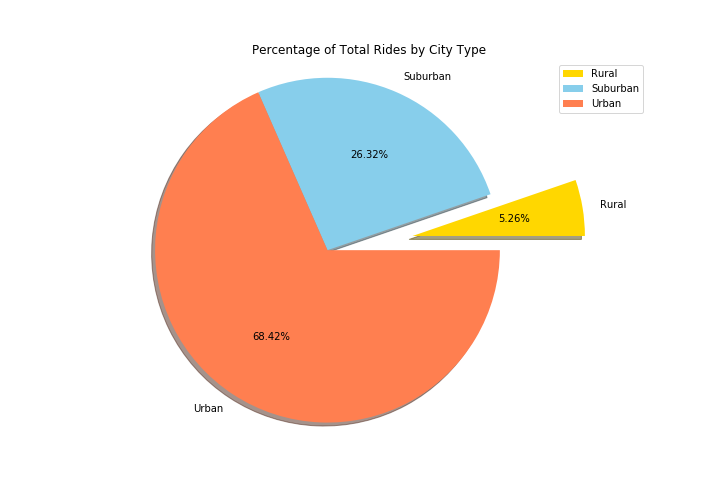 Percentage of Total Rides by City Type
Rural
Suburban
Urban
Suburban
26.32%
Rural
5.26%
68.42%
Urban